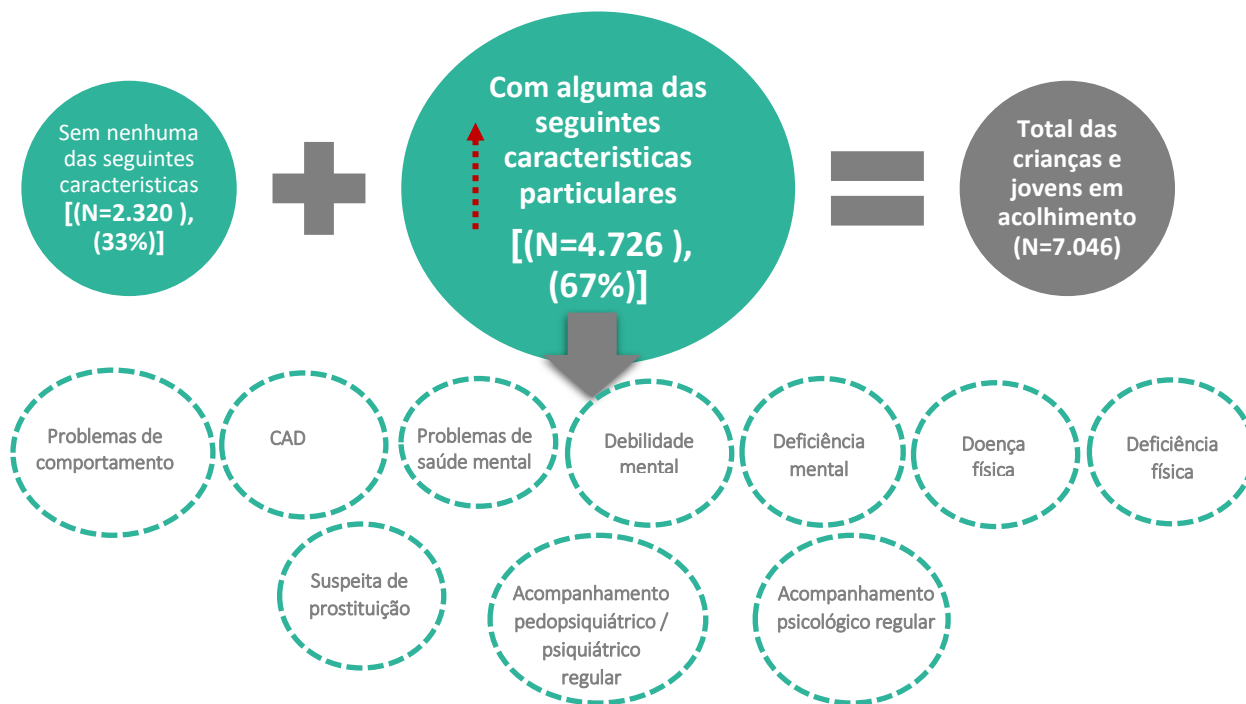 Sem nenhuma
das seguintes
caracteristicas
[(N=2.320 ),
(33%)]
Com alguma das
seguintes
caracteristicas
particulares
[(N=4.726 ),
(67%)]
Total das
crianças e
jovens em
acolhimento
(N=7.046)
Problemas de
comportamento
CAD
Problemas de
saúde mental
Debilidade
mental
Deficiência
mental
Doença
física
Deficiência
física
Suspeita de
prostituição
Acompanhamento
pedopsiquiátrico /
psiquiátrico
regular
Acompanhamento
psicológico regular